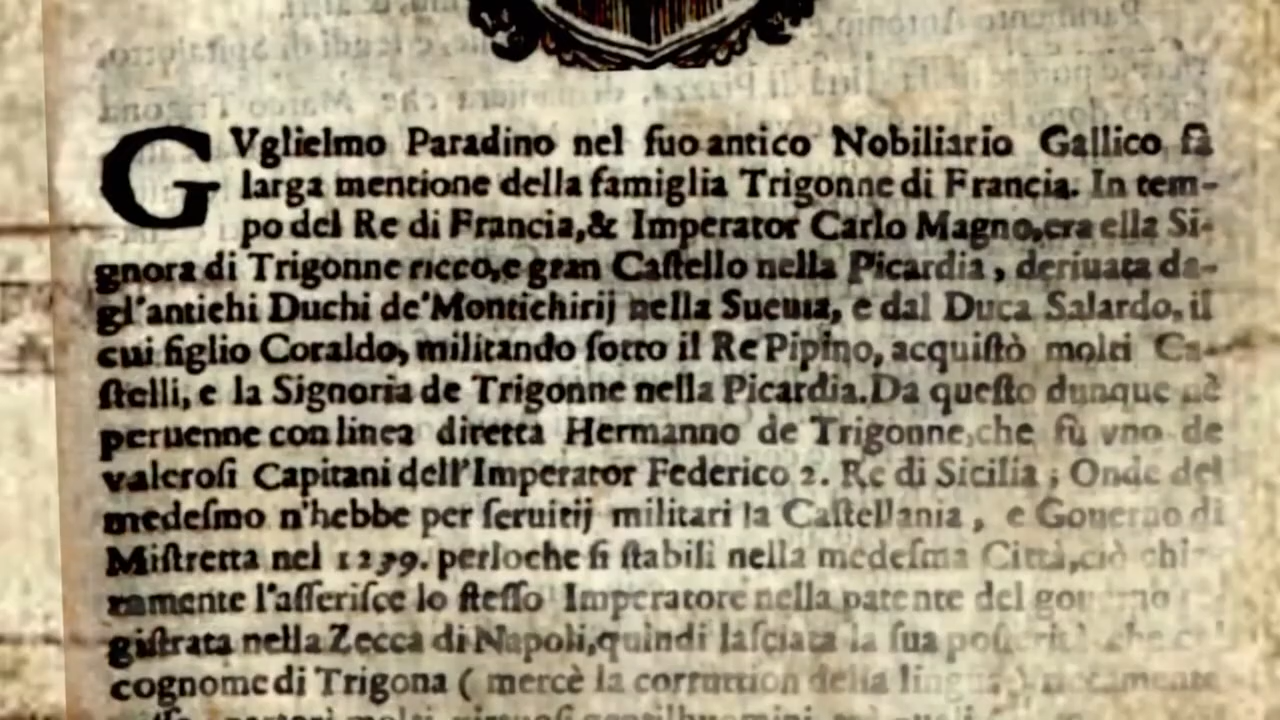 GVglielmo Paradino nel ſuo antico Nobiliario Gallico fà
larga mentione della famiglia Trigonne di Francia. In tem-
po del Re di Francia,& Imperator Carlo Magno,era ella Si-
gnora di Trigonne ricco,e gran Caſtello nella Picardia, deriuata da-
gl'antichi Duchi de'Montichirij nella Sueuia, e dal Duca Salardo, il
cui figlio Coraldo, militando ſotto il Re Pipino, acquiſtò molti Ca-
ſtelli, e la Signoria de Trigonne nella Picardia.Da queſto dunque nè
peruenne con linea diretta Hermanno de Trigonne,che fù vno de
valeroſi Capitani dell'Imperator Federico 2. Re di Sicilia; Onde del
medeſmo n'hebbe per ſeruitij militari la Caſtellania, e Gouerno di
Miſtretta nel 1239. perloche ſi ſtabili nella medeſma Città,ciò chi-
ramente l'aſſeriſce lo ſteſſo Imperatore nella patente del
giſtrata nella Zecca di Napoli,quindi laſciata la ſua che
cognome di Trigona ( mercè la corruttion della
molti